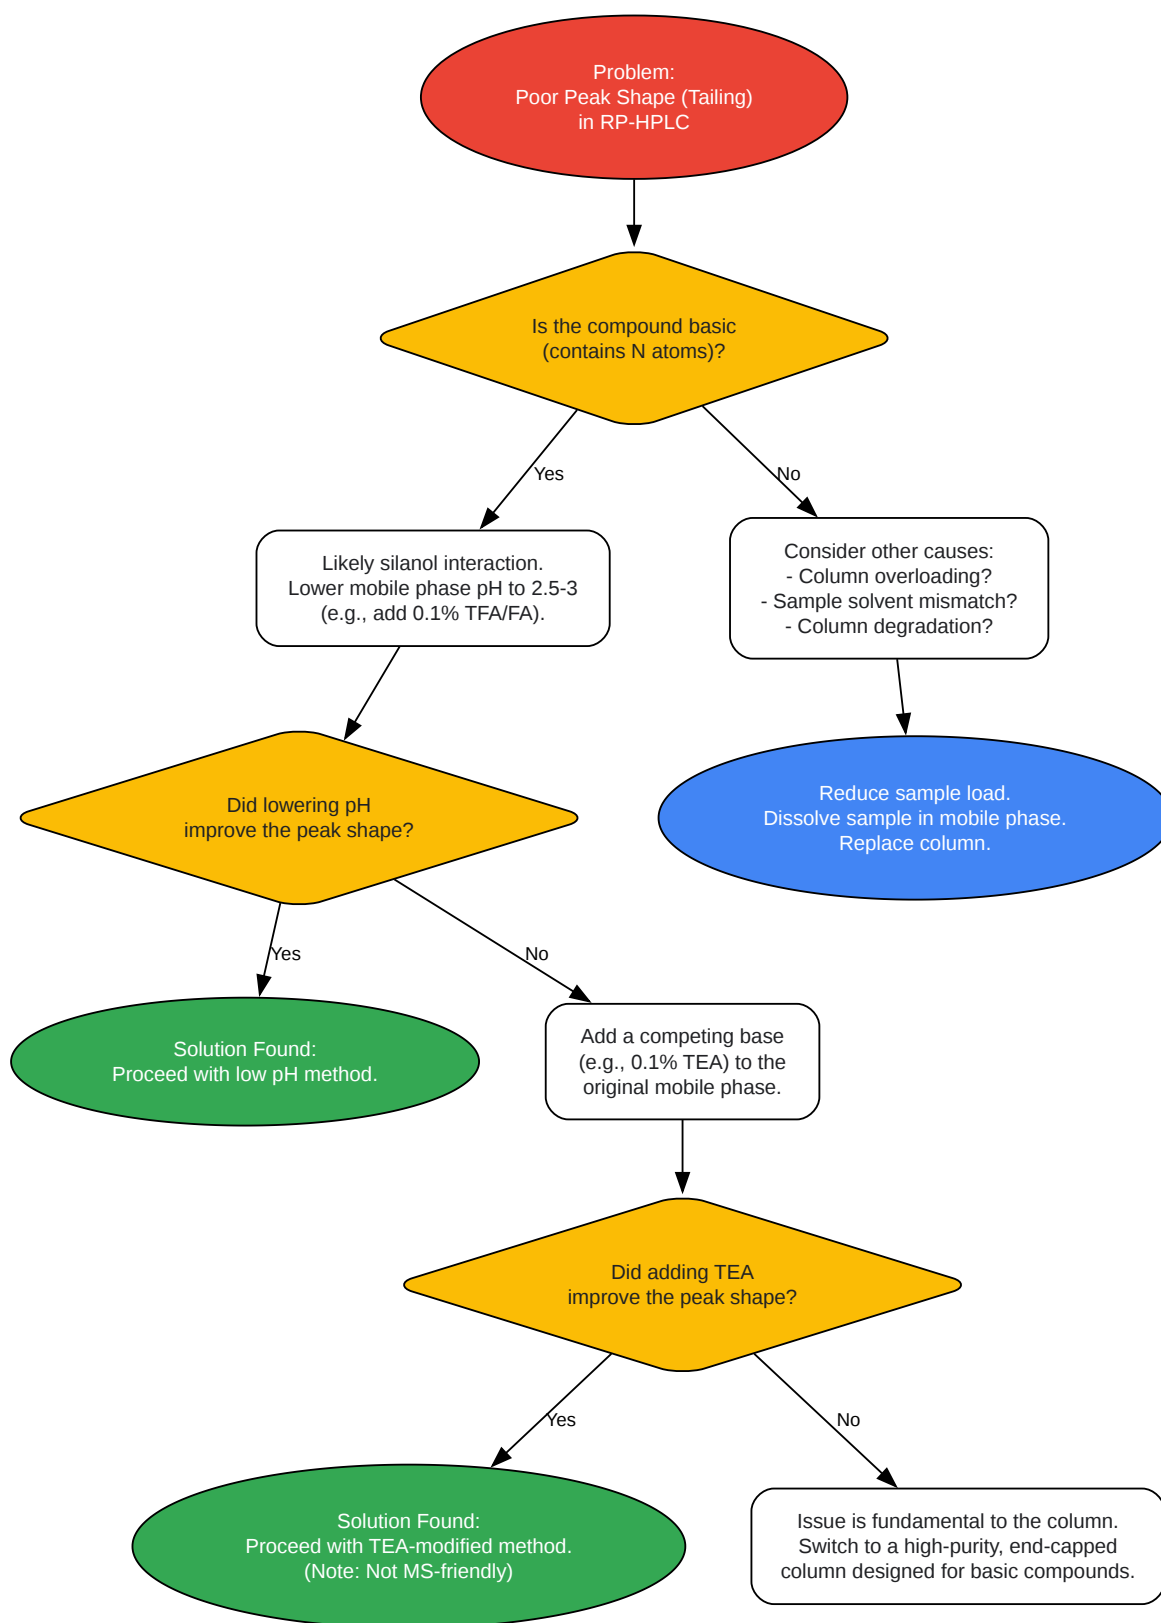 Problem:
Poor Peak Shape (Tailing)
in RP-HPLC
Is the compound basic
(contains N atoms)?
Yes
No
Likely silanol interaction.
Lower mobile phase pH to 2.5-3
(e.g., add 0.1% TFA/FA).
Consider other causes:
- Column overloading?
- Sample solvent mismatch?
- Column degradation?
Did lowering pH
improve the peak shape?
Reduce sample load.
Dissolve sample in mobile phase.
Replace column.
Yes
No
Solution Found:
Proceed with low pH method.
Add a competing base
(e.g., 0.1% TEA) to the
original mobile phase.
Did adding TEA
improve the peak shape?
Yes
No
Solution Found:
Proceed with TEA-modified method.
(Note: Not MS-friendly)
Issue is fundamental to the column.
Switch to a high-purity, end-capped
column designed for basic compounds.